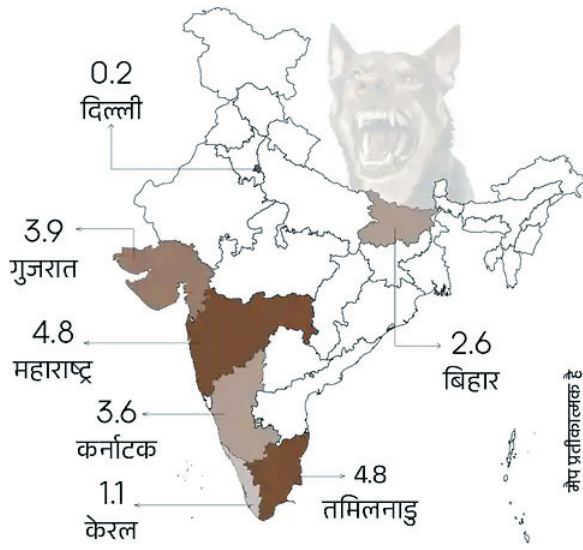 0.2
दिल्ली
3.9
गुजरात
4.8
महाराष्ट्र
2.6
बिहार
3.6
कर्नाटक
1.1
केरल
4.8
तमिलनाडु
मैप प्रतीकात्मक है